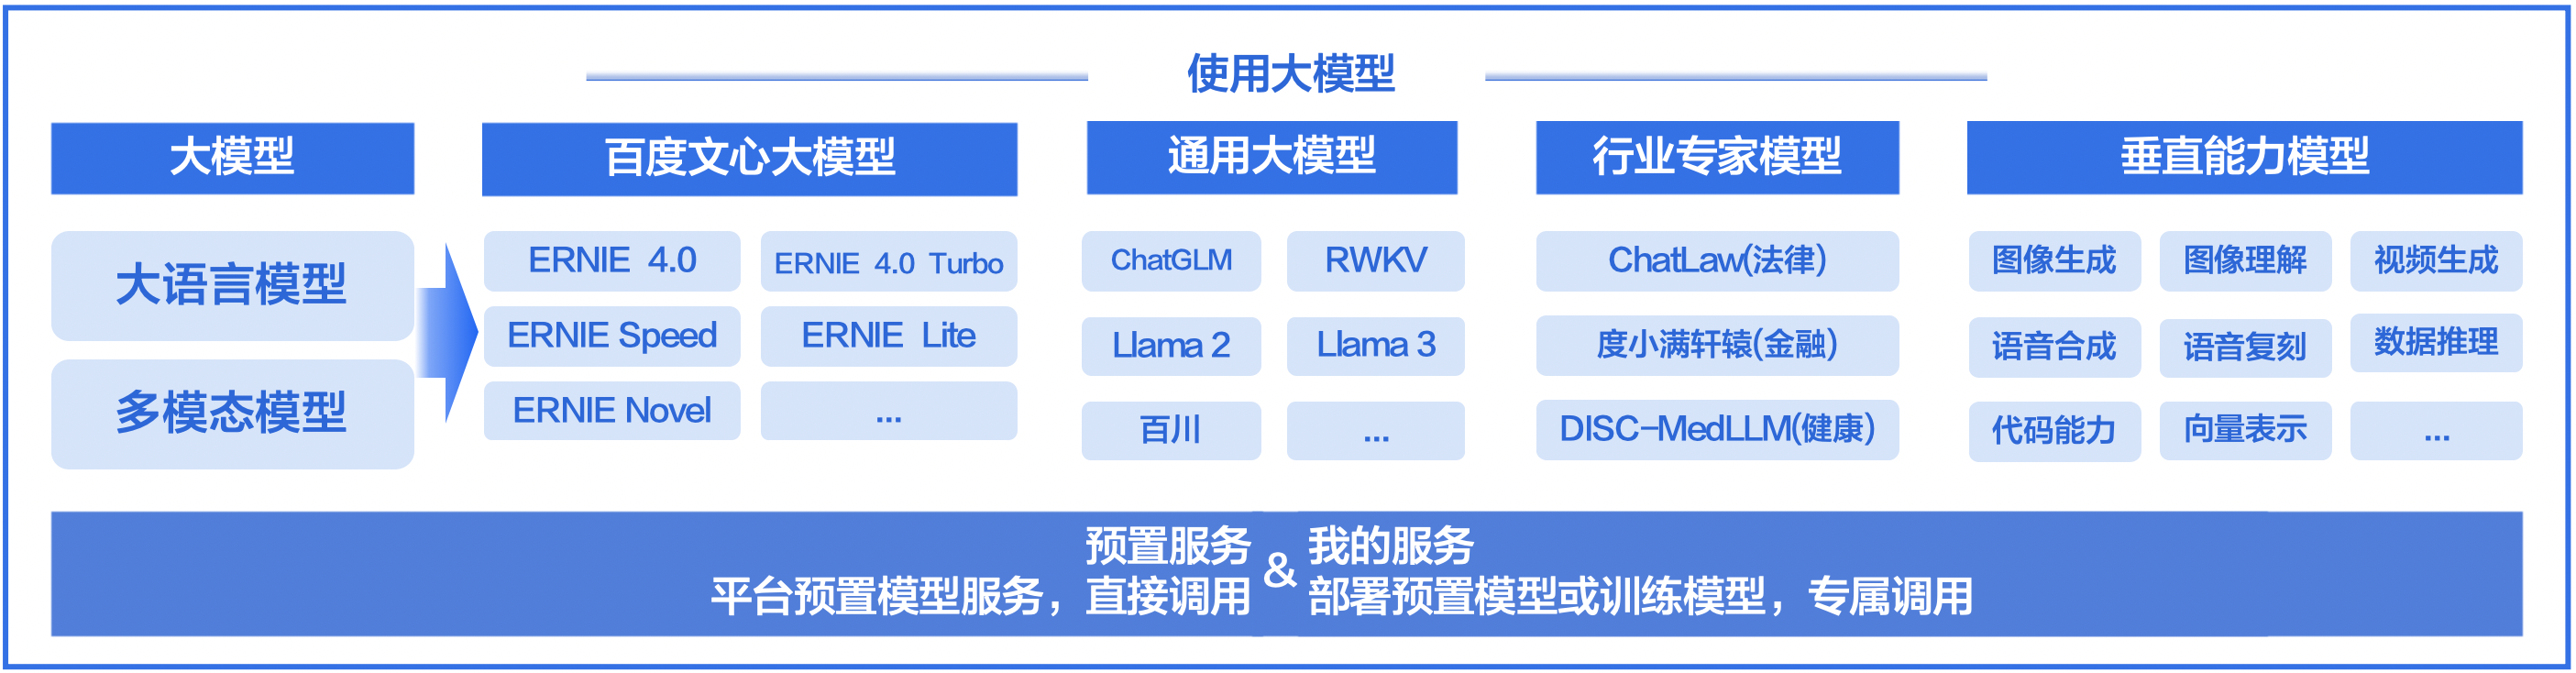 使用大模型
大模型
百度文心大模型
通用大模型
行业专家模型
垂直能力模型
大语言模型
多模态模型
ERNIE 4.0
ERNIE 4.0 Turbo
ERNIE Speed
ERNIE Lite
ERNIE Novel
...
ChatGLM
RWKV
Llama 2
Llama 3
百川
...
ChatLaw(法律)
度小满轩辕(金融)
DISC-MedLLM(健康)
图像生成
图像理解
视频生成
语音合成
语音复刻
数据推理
代码能力
向量表示
...
预置服务
平台预置模型服务，直接调用
&
我的服务
部署预置模型或训练模型，专属调用